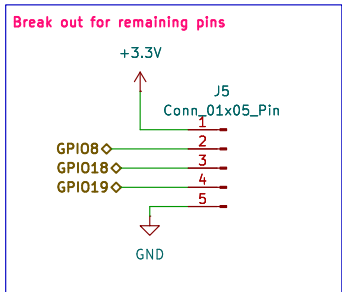 Break out for remaining pins
+3.3V
J5
Conn_01x05_Pin
1
GPIO8 2
GPIO18 3
GPIO19 4
5
GND